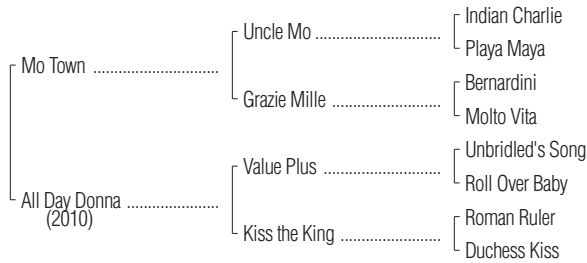 Indian Charlie
Uncle Mo ................................
Playa Maya
Mo Town ................................
Bernardini
Grazie Mille ................................
Molto Vita
Unbridled's Song
Value Plus ................................
Roll Over Baby
All Day Donna ........................
(2010)
Roman Ruler
Kiss the King ............................
Duchess Kiss